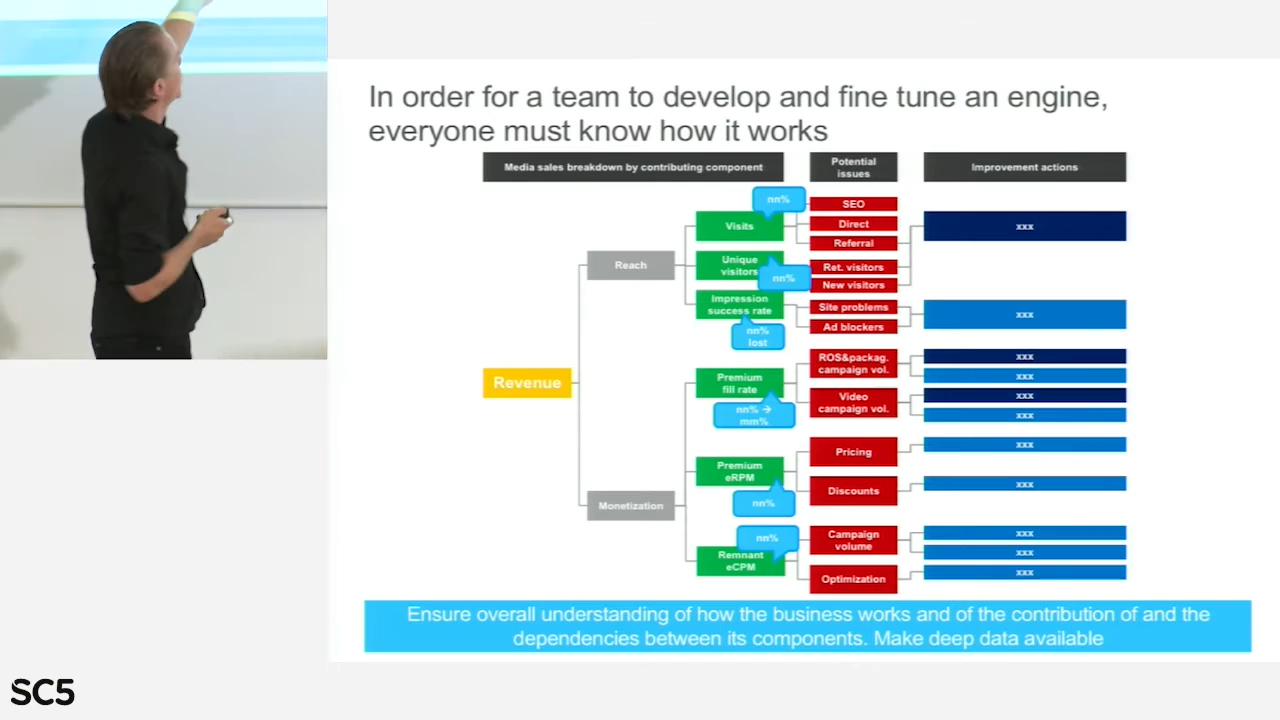 In order for a team to develop and fine tune an engine,
everyone must know how it works
Media sales breakdown by contributing component
Potential
issues
Improvement actions
nn%
Visits
SEO
Direct
Referral
xxx
Reach
Unique
visitors
nn%
Ret. visitors
New visitors
Impression
success rate
nn%
lost
Site problems
Ad blockers
xxx
Revenue
Premium
fill rate
nn% →
mm%
ROS&packag.
campaign vol.
xxx
xxx
Video
campaign vol.
xxx
xxx
Monetization
Premium
eRPM
nn%
Pricing
xxx
Discounts
xxx
nn%
Remnant
eCPM
Campaign
volume
xxx
xxx
Optimization
xxx
Ensure overall understanding of how the business works and of the contribution of and the
dependencies between its components. Make deep data available
SC5